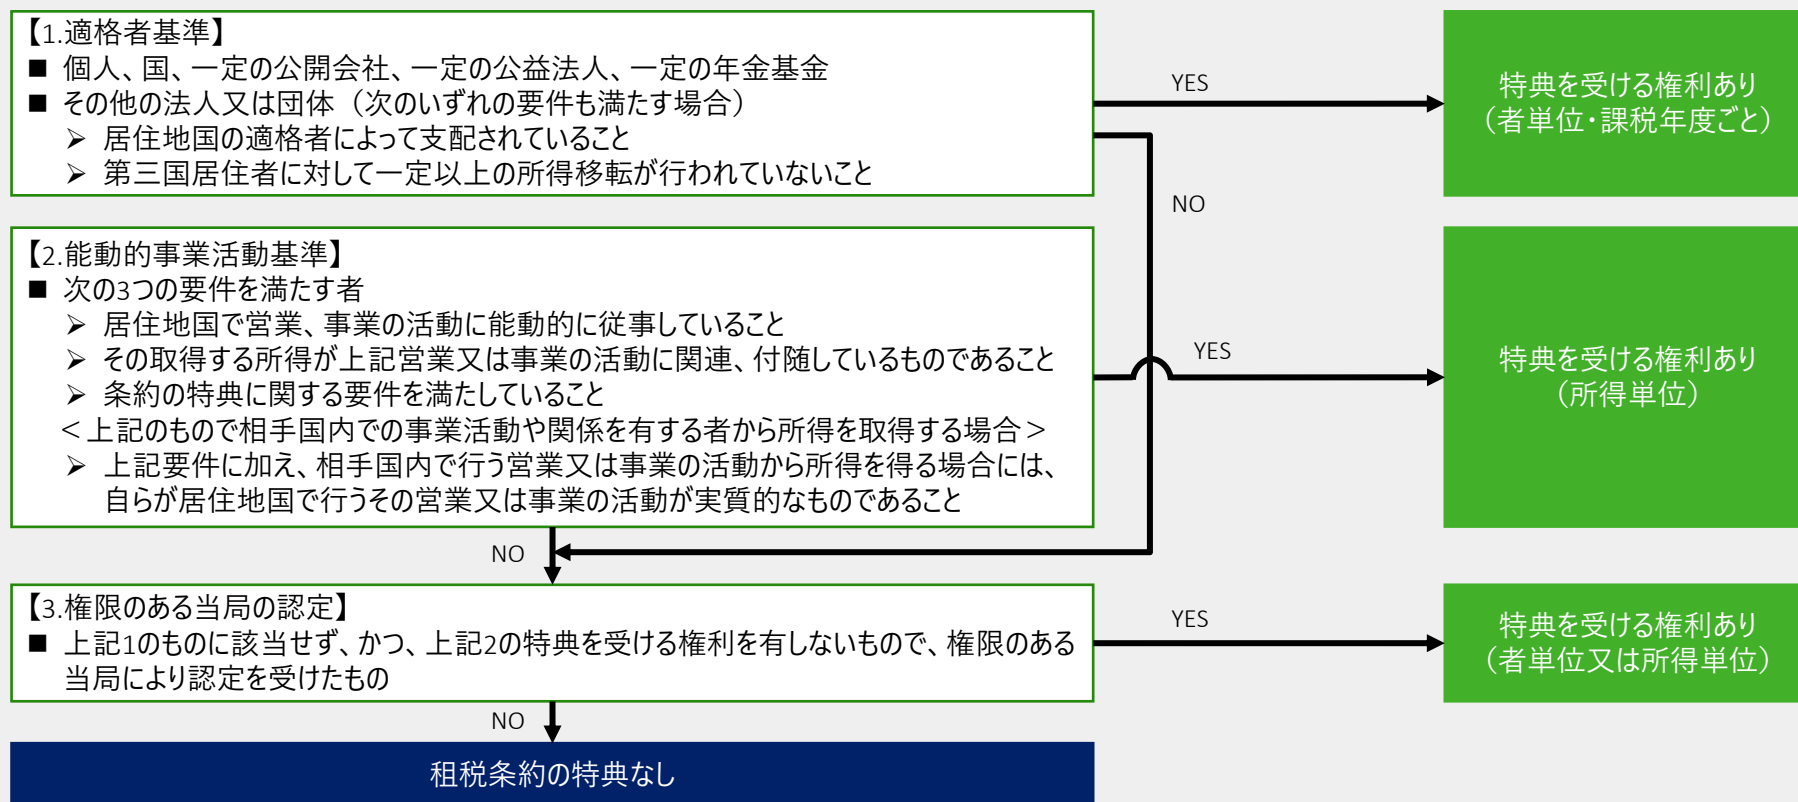 【1.適格者基準】
■ 個人、国、一定の公開会社、一定の公益法人、一定の年金基金
■ その他の法人又は団体（次のいずれの要件も満たす場合）
➢ 居住地国の適格者によって支配されていること
➢ 第三国居住者に対して一定以上の所得移転が行われていないこと
YES
特典を受ける権利あり
（者単位・課税年度ごと）
NO
【2.能動的事業活動基準】
■ 次の3つの要件を満たす者
➢ 居住地国で営業、事業の活動に能動的に従事していること
➢ その取得する所得が上記営業又は事業の活動に関連、付随しているものであること
➢ 条約の特典に関する要件を満たしていること
＜上記のもので相手国内での事業活動や関係を有する者から所得を取得する場合＞
➢ 上記要件に加え、相手国内で行う営業又は事業の活動から所得を得る場合には、
自らが居住地国で行うその営業又は事業の活動が実質的なものであること
YES
特典を受ける権利あり
（所得単位）
NO
【3.権限のある当局の認定】
■ 上記1のものに該当せず、かつ、上記2の特典を受ける権利を有しないもので、権限のある
当局により認定を受けたもの
YES
特典を受ける権利あり
（者単位又は所得単位）
NO
租税条約の特典なし